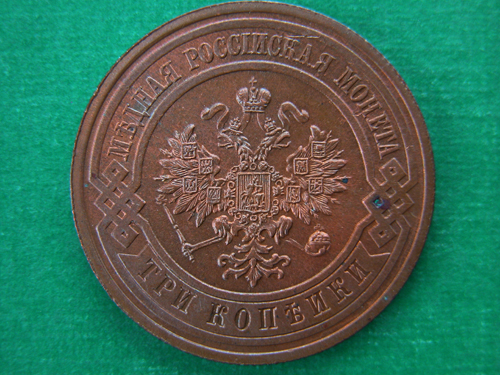 МѢДНАЯ РОССІЙСКАЯ МОНЕТА
ТРИ КОПѢЙКИ